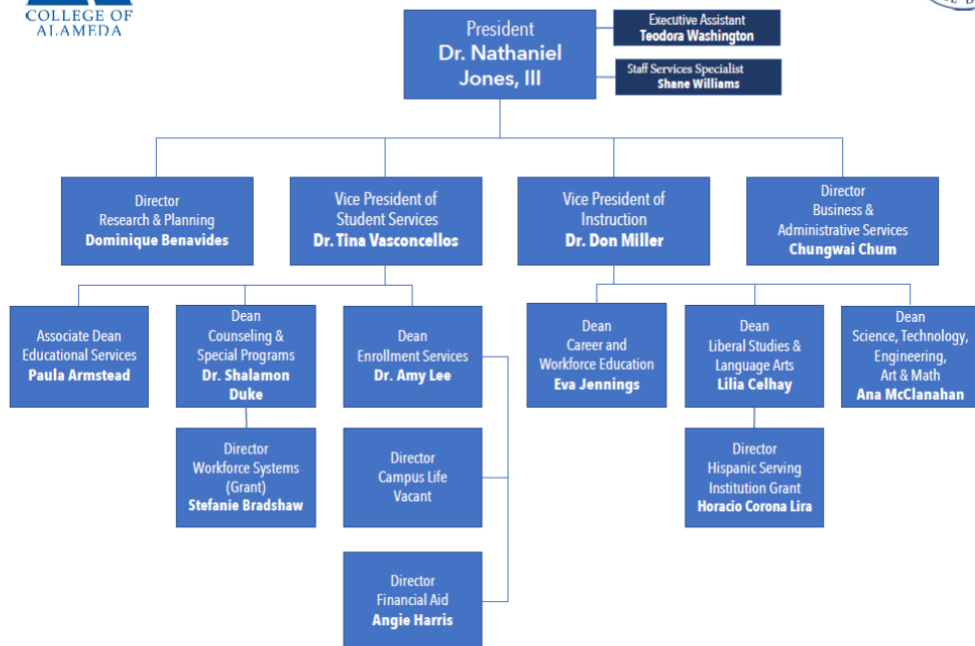 COLLEGE OF
ALAMEDA
President
Dr. Nathaniel
Jones, III
Executive Assistant
Teodora Washington
Staff Services Specialist
Shane Williams
Director
Research & Planning
Dominique Benavides
Vice President of
Student Services
Dr. Tina Vasconcellos
Vice President of
Instruction
Dr. Don Miller
Director
Business &
Administrative Services
Chungwai Chum
Associate Dean
Educational Services
Paula Armstead
Dean
Counseling &
Special Programs
Dr. Shalamon
Duke
Dean
Enrollment Services
Dr. Amy Lee
Dean
Career and
Workforce Education
Eva Jennings
Dean
Liberal Studies &
Language Arts
Lilia Celhay
Dean
Science, Technology,
Engineering,
Art & Math
Ana McClanahan
Director
Workforce Systems
(Grant)
Stefanie Bradshaw
Director
Campus Life
Vacant
Director
Hispanic Serving
Institution Grant
Horacio Corona Lira
Director
Financial Aid
Angie Harris